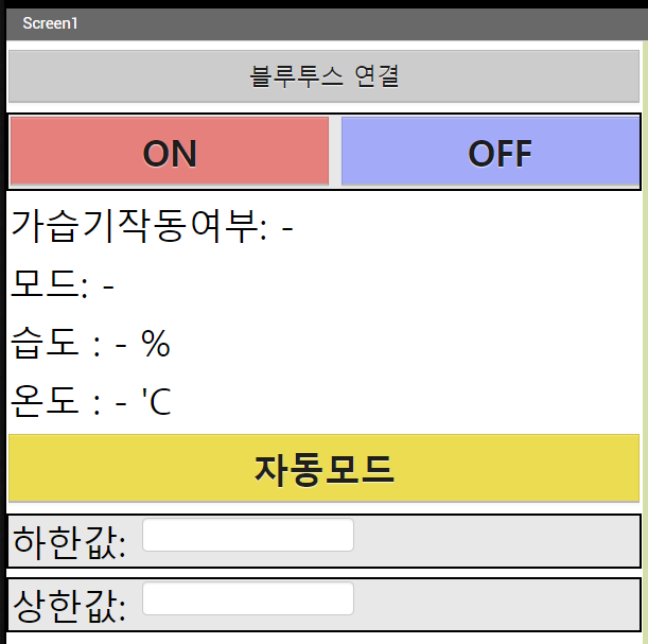 Screen1
블루투스 연결
ON OFF
가습기작동여부: -
모드: -
습도 : - %
온도 : - 'C
자동모드
하한값:
상한값: